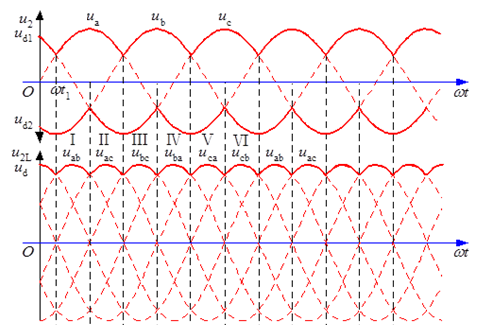 u2 ua ub uc
ud1
O ωt1 ωt
ud2
I II III IV V VI
u2L uab uac ubc uba uca ucb uab uac
ud
O ωt